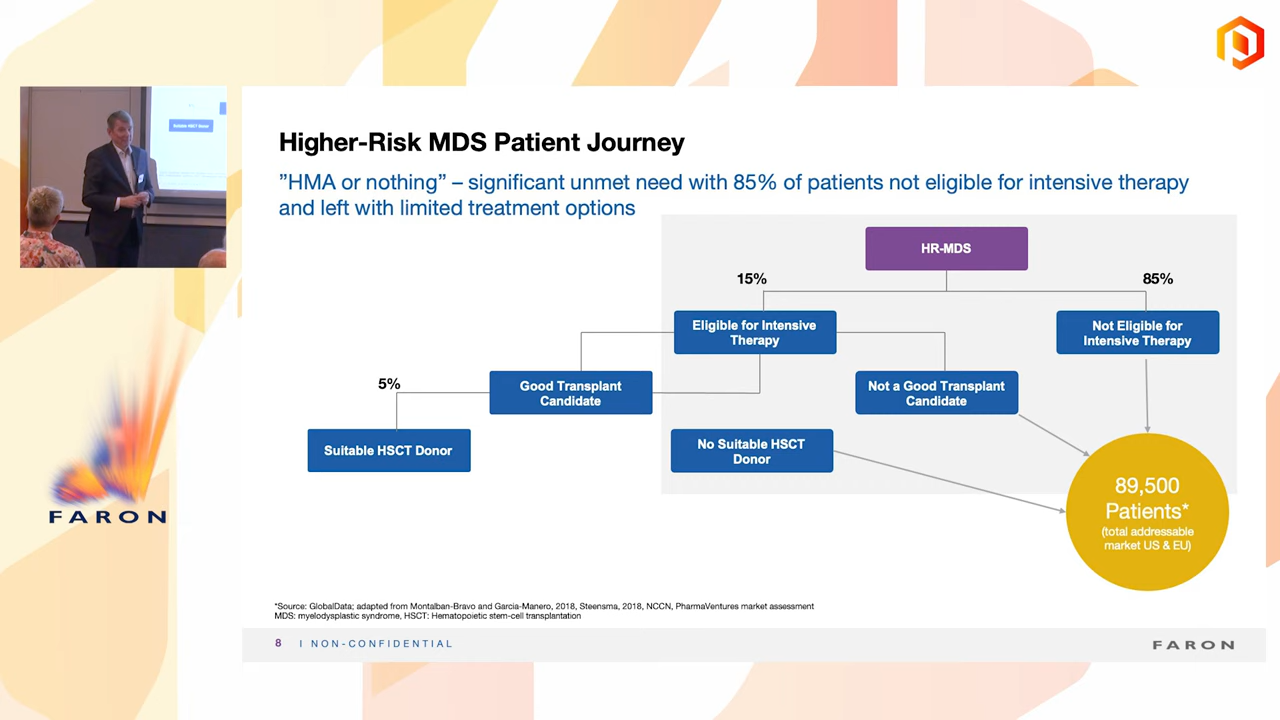 Higher-Risk MDS Patient Journey
”HMA or nothing” – significant unmet need with 85% of patients not eligible for intensive therapy
and left with limited treatment options
HR-MDS
15%
85%
Eligible for Intensive
Therapy
Not Eligible for
Intensive Therapy
5%
Good Transplant
Candidate
Not a Good Transplant
Candidate
Suitable HSCT Donor
No Suitable HSCT
Donor
89,500
Patients*
(total addressable
market US & EU)
*Source: GlobalData; adapted from Montalban-Bravo and Garcia-Manero, 2018, Steensma, 2018, NCCN, PharmaVentures market assessment
MDS: myelodysplastic syndrome, HSCT: Hematopoietic stem-cell transplantation
8 I NON-CONFIDENTIAL
FARON
FARON
Suitable HSCT Donor